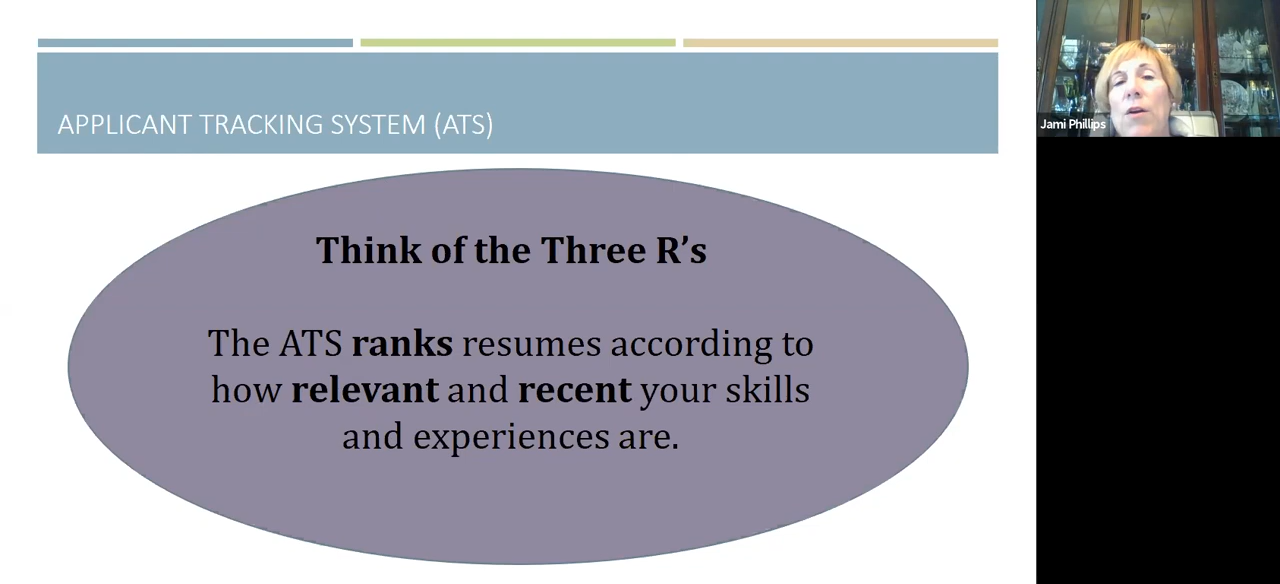 APPLICANT TRACKING SYSTEM (ATS)
Think of the Three R’s
The ATS ranks resumes according to
how relevant and recent your skills
and experiences are.
Jami Phillips